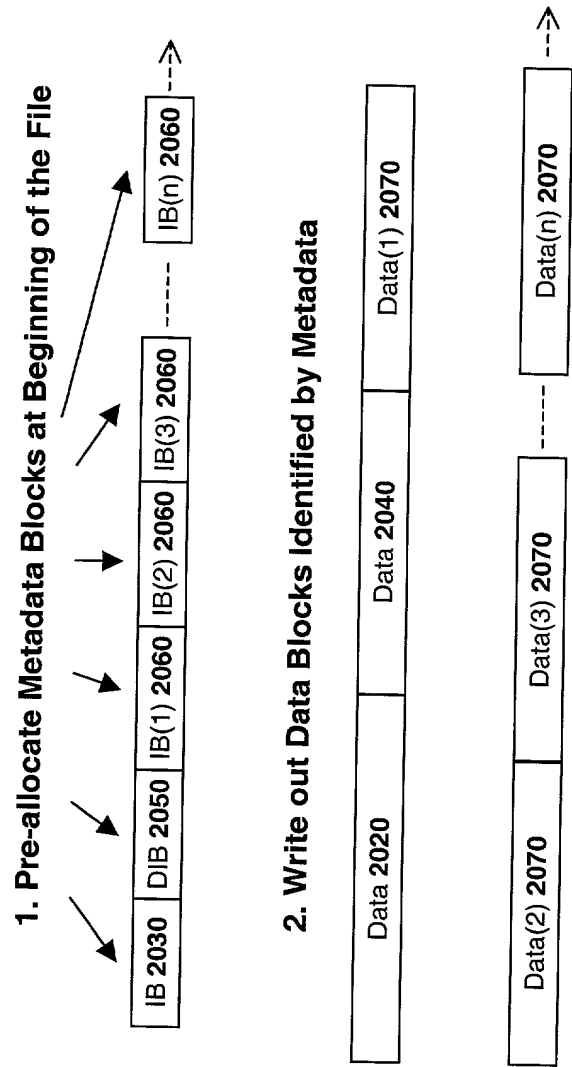 1. Pre-allocate Metadata Blocks at Beginning of the File
IB 2030 DIB 2050 IB(1) 2060 IB(2) 2060 IB(3) 2060 IB(n) 2060
2. Write out Data Blocks Identified by Metadata
Data 2020 Data 2040 Data(1) 2070
Data(2) 2070 Data(3) 2070 Data(n) 2070